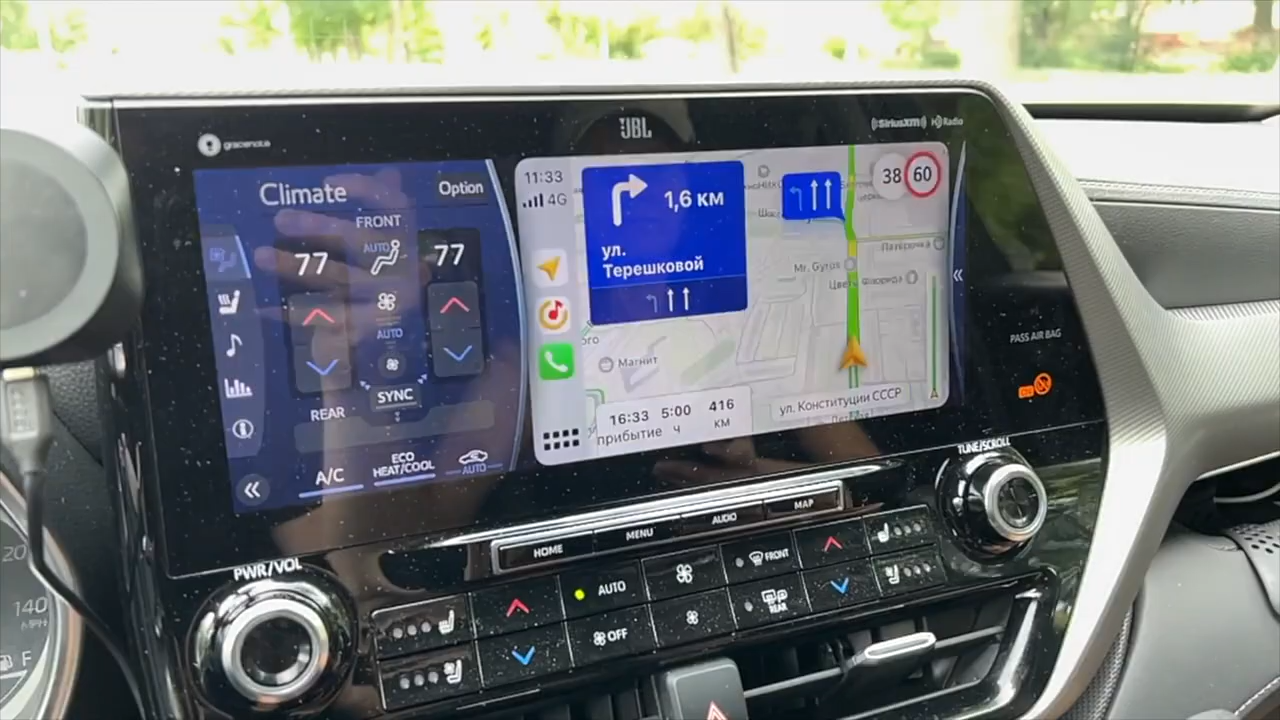 JBL
SiriusXM
HD Radio
gracenote
Climate
Option
FRONT
77
AUTO
77
AUTO
SYNC
REAR
A/C
ECO
HEAT/COOL
AUTO
11:33
4G
1,6 км
ул.
Терешковой
38
60
Mr. Gyros
Магнит
16:33 5:00 416
прибытие ч км
ул. Конституции СССР
PASS AIR BAG
TUNE/SCROLL
PWR/VOL
HOME
MENU
AUDIO
MAP
AUTO
FRONT
OFF
REAR
20
140
MPH
F